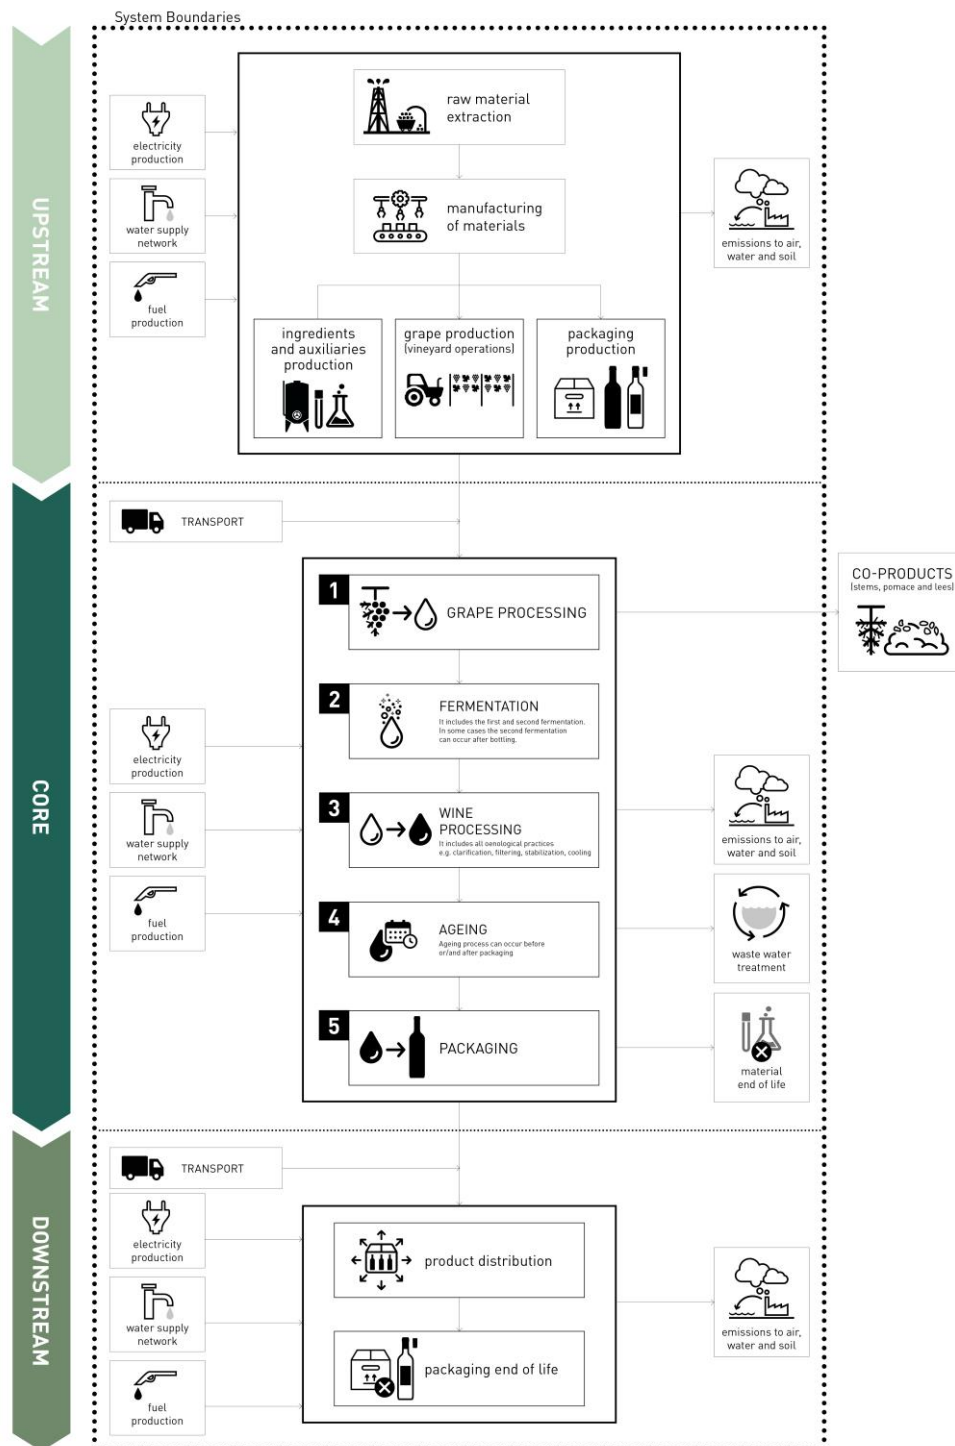 System Boundaries
UPSTREAM
raw material
extraction
electricity
production
manufacturing
of materials
water supply
network
emissions to air,
water and soil
fuel
production
ingredients
and auxiliaries
production
grape production
(vineyard operations)
packaging
production
CORE
TRANSPORT
1
GRAPE PROCESSING
CO-PRODUCTS
(stems, pomace and lees)
2
FERMENTATION
It includes the first and second fermentation.
In some cases the second fermentation
can occur after bottling.
electricity
production
3
WINE
PROCESSING
It includes all oenological practices
e.g. clarification, filtering, stabilization, cooling
water supply
network
emissions to air,
water and soil
4
AGEING
Ageing process can occur before
or/and after packaging
fuel
production
waste water
treatment
5
PACKAGING
material
end of life
DOWNSTREAM
TRANSPORT
electricity
production
product distribution
water supply
network
emissions to air,
water and soil
packaging end of life
fuel
production